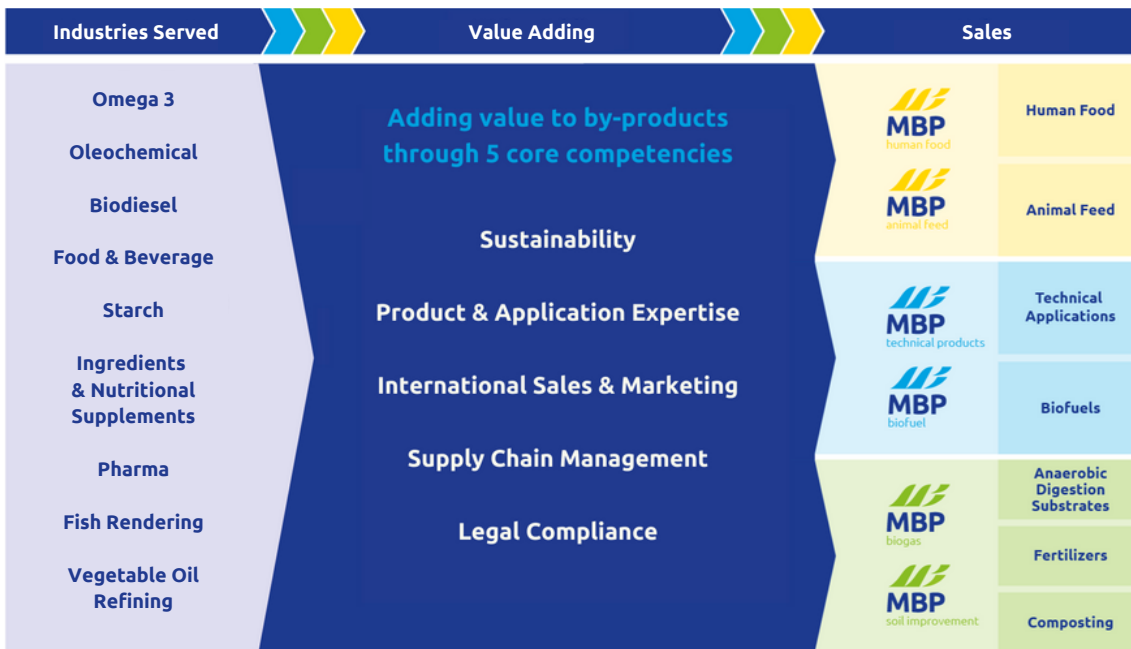 Industries Served
Value Adding
Sales
Omega 3
Oleochemical
Biodiesel
Food & Beverage
Starch
Ingredients
& Nutritional
Supplements
Pharma
Fish Rendering
Vegetable Oil
Refining
Adding value to by-products
through 5 core competencies
Sustainability
Product & Application Expertise
International Sales & Marketing
Supply Chain Management
Legal Compliance
MBP
human food
Human Food
MBP
animal feed
Animal Feed
MBP
technical products
Technical
Applications
MBP
biofuel
Biofuels
MBP
biogas
Anaerobic
Digestion
Substrates
Fertilizers
MBP
soil improvement
Composting